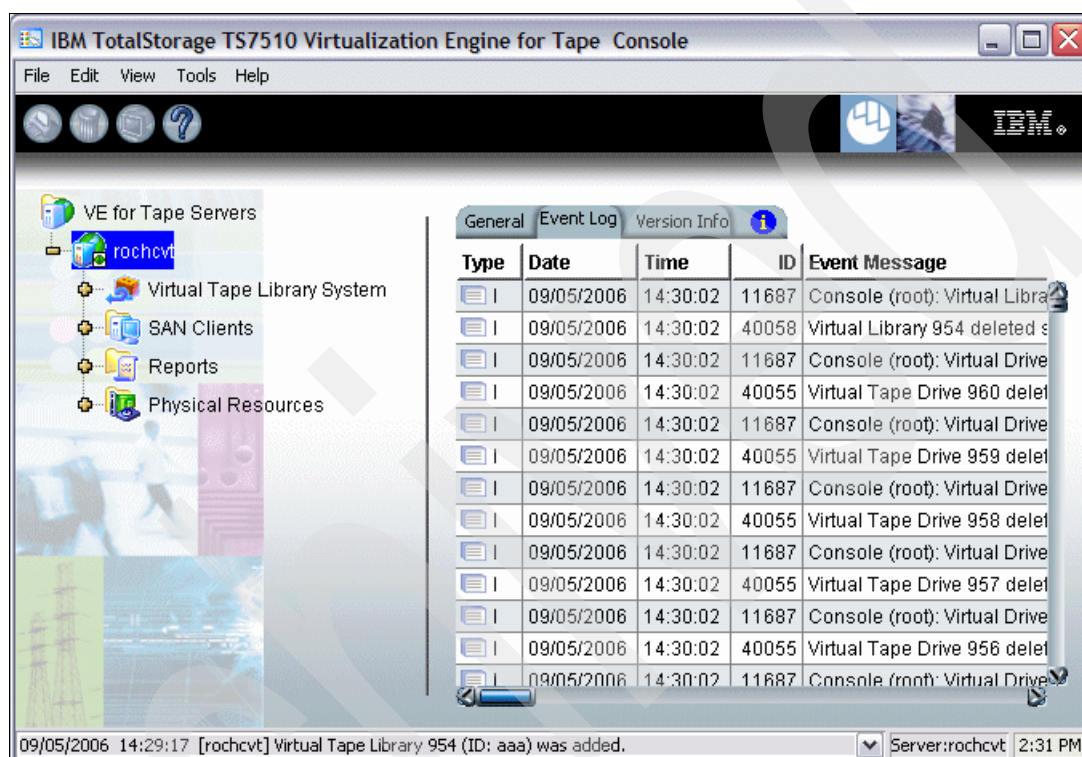 IBM TotalStorage TS7510 Virtualization Engine for Tape Console
File Edit View Tools Help
IBM®
VE for Tape Servers
rochcvt
Virtual Tape Library System
SAN Clients
Reports
Physical Resources
General Event Log Version Info
Type Date Time ID Event Message
I 09/05/2006 14:30:02 11687 Console (root): Virtual Libra
I 09/05/2006 14:30:02 40058 Virtual Library 954 deleted s
I 09/05/2006 14:30:02 11687 Console (root): Virtual Drive
I 09/05/2006 14:30:02 40055 Virtual Tape Drive 960 delet
I 09/05/2006 14:30:02 11687 Console (root): Virtual Drive
I 09/05/2006 14:30:02 40055 Virtual Tape Drive 959 delet
I 09/05/2006 14:30:02 11687 Console (root): Virtual Drive
I 09/05/2006 14:30:02 40055 Virtual Tape Drive 958 delet
I 09/05/2006 14:30:02 11687 Console (root): Virtual Drive
I 09/05/2006 14:30:02 40055 Virtual Tape Drive 957 delet
I 09/05/2006 14:30:02 11687 Console (root): Virtual Drive
I 09/05/2006 14:30:02 40055 Virtual Tape Drive 956 delet
I 09/05/2006 14:30:02 11687 Console (root): Virtual Drive
09/05/2006 14:29:17 [rochcvt] Virtual Tape Library 954 (ID: aaa) was added. Server:rochcvt 2:31 PM